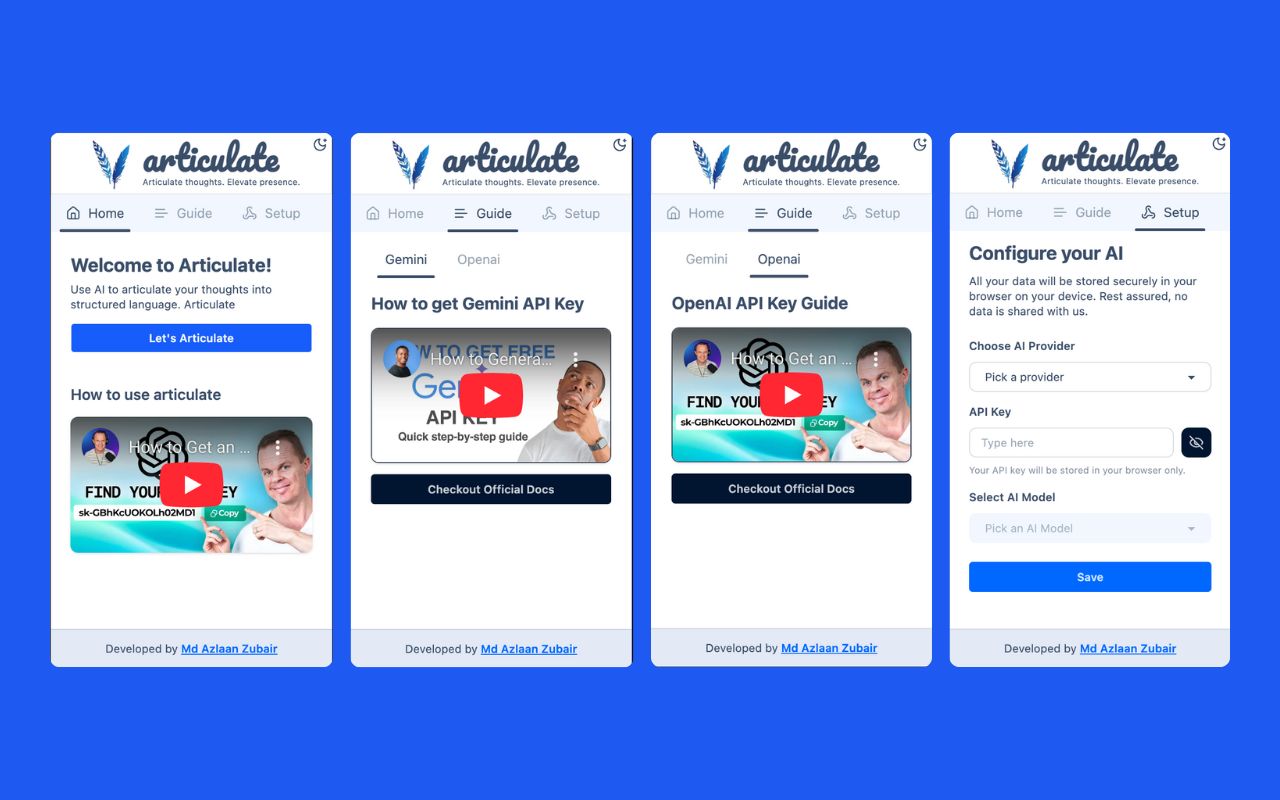 articulate
Articulate thoughts. Elevate presence.
Home Guide Setup
Welcome to Articulate!
Use AI to articulate your thoughts into
structured language. Articulate
Let's Articulate
How to use articulate
How to Get an ...
FIND YOUR KEY
sk-GBhKcUOKOLh02MD1 Copy
Developed by Md Azlaan Zubair
articulate
Articulate thoughts. Elevate presence.
Home Guide Setup
Gemini Openai
How to get Gemini API Key
HOW TO GET FREE
How to Genera...
Gem
API KEY
Quick step-by-step guide
Checkout Official Docs
Developed by Md Azlaan Zubair
articulate
Articulate thoughts. Elevate presence.
Home Guide Setup
Gemini Openai
OpenAI API Key Guide
How to Get an ...
FIND YOUR KEY
sk-GBhKcUOKOLh02MD1 Copy
Checkout Official Docs
Developed by Md Azlaan Zubair
articulate
Articulate thoughts. Elevate presence.
Home Guide Setup
Configure your AI
All your data will be stored securely in your
browser on your device. Rest assured, no
data is shared with us.
Choose AI Provider
Pick a provider
API Key
Type here
Your API key will be stored in your browser only.
Select AI Model
Pick an AI Model
Save
Developed by Md Azlaan Zubair